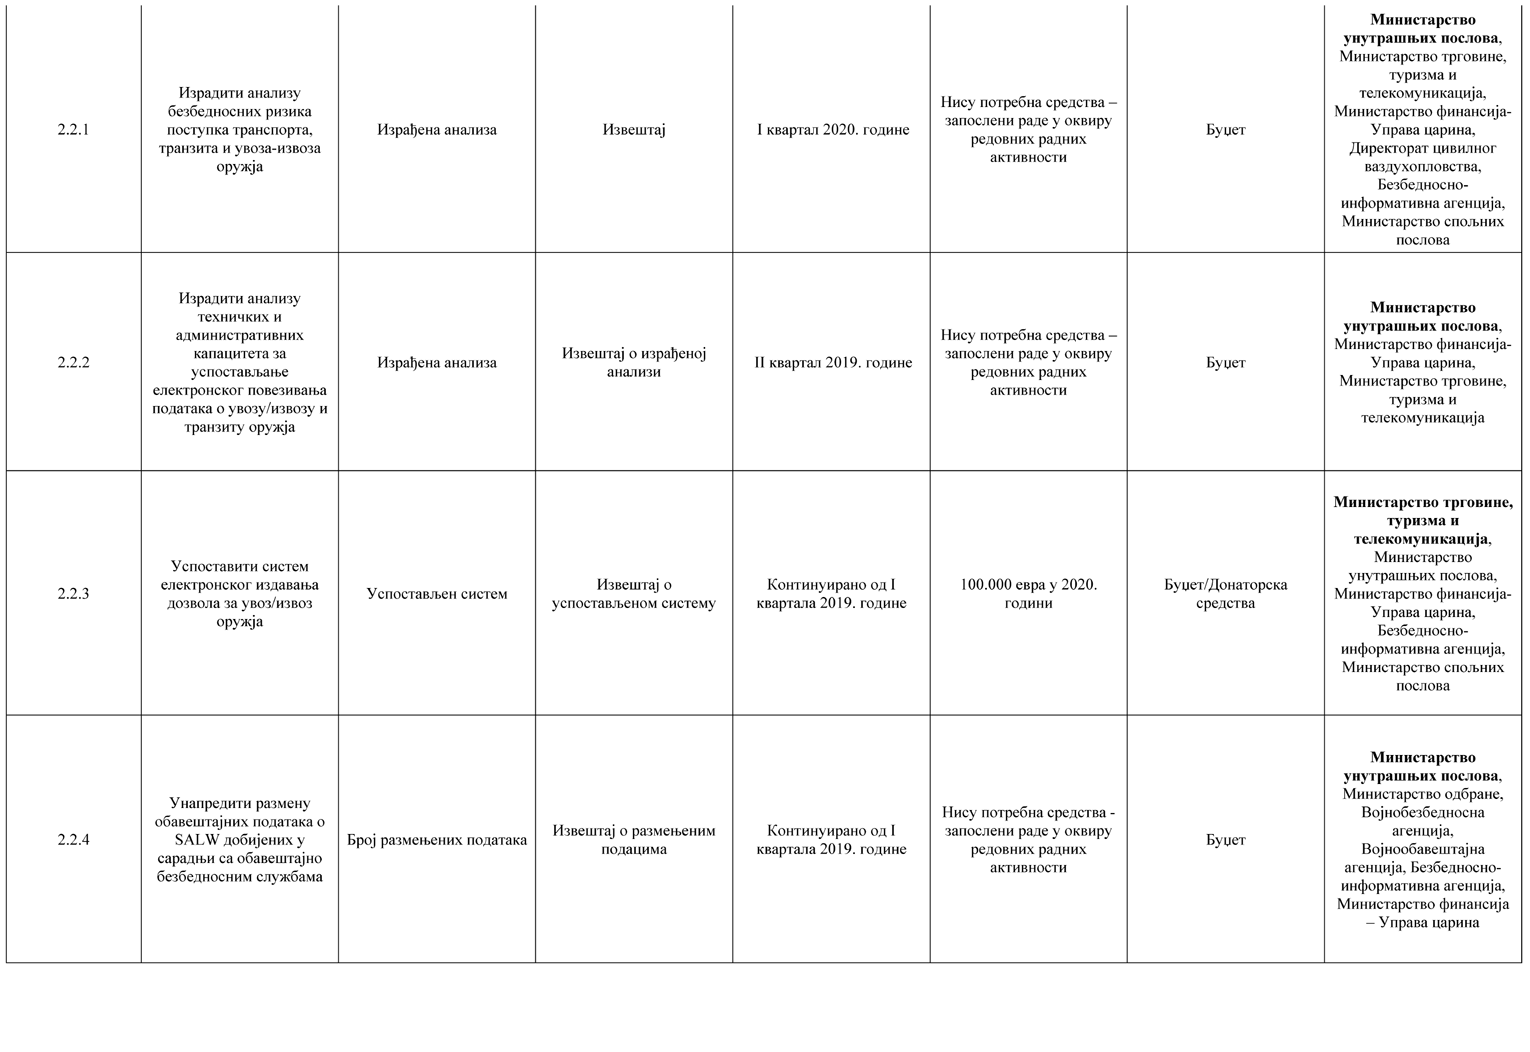 2.2.1
Израдити анализу
безбедносних ризика
поступка транспорта,
транзита и увоза-извоза
оружја
Израђена анализа
Извештај
I квартал 2020. године
Нису потребна средства –
запослени раде у оквиру
редовних радних
активности
Буџет
Министарство
унутрашњих послова,
Министарство трговине,
туризма и
телекомуникација,
Министарство финансија-
Управа царина,
Директорат цивилног
ваздухопловства,
Безбедносно-
информативна агенција,
Министарство спољних
послова
2.2.2
Израдити анализу
техничких и
административних
капацитета за
успостављање
електронског повезивања
података о увозу/извозу и
транзиту оружја
Израђена анализа
Извештај о израђеној
анализи
II квартал 2019. године
Нису потребна средства –
запослени раде у оквиру
редовних радних
активности
Буџет
Министарство
унутрашњих послова,
Министарство финансија-
Управа царина,
Министарство трговине,
туризма и
телекомуникација
2.2.3
Успоставити систем
електронског издавања
дозвола за увоз/извоз
оружја
Успостављен систем
Извештај о
успостављеном систему
Континуирано од I
квартала 2019. године
100.000 евра у 2020.
години
Буџет/Донаторска
средства
Министарство трговине,
туризма и
телекомуникација,
Министарство
унутрашњих послова,
Министарство финансија-
Управа царина,
Безбедносно-
информативна агенција,
Министарство спољних
послова
2.2.4
Унапредити размену
обавештајних података о
SALW добијених у
сарадњи са обавештајно
безбедносним службама
Број размењених података
Извештај о размењеним
подацима
Континуирано од I
квартала 2019. године
Нису потребна средства -
запослени раде у оквиру
редовних радних
активности
Буџет
Министарство
унутрашњих послова,
Министарство одбране,
Војнобезбедносна
агенција,
Војнообавештајна
агенција, Безбедносно-
информативна агенција,
Министарство финансија
– Управа царина